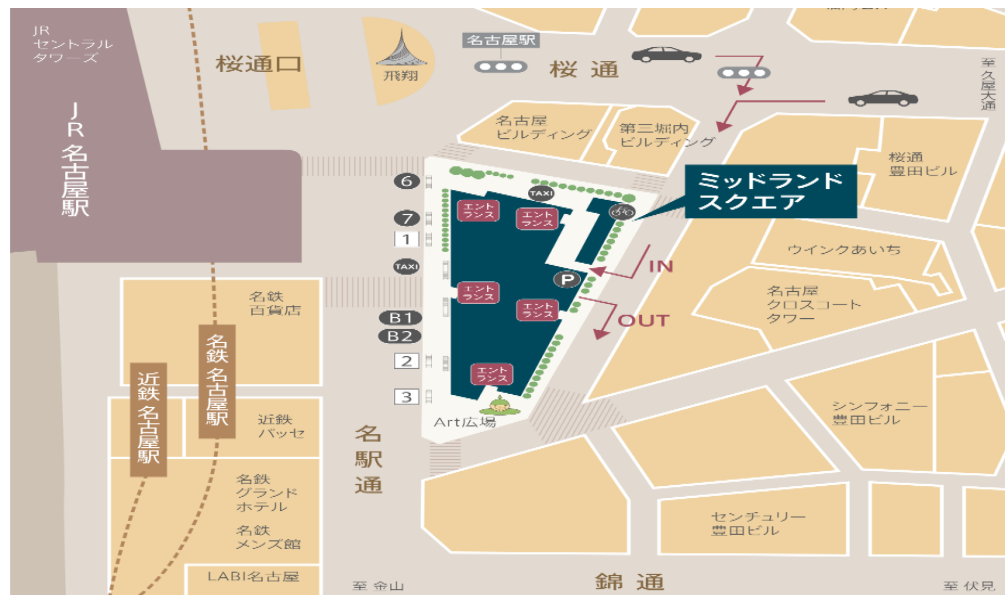 JR
セントラル
タワーズ
JR名古屋駅
桜通口
飛翔
名古屋駅
桜通
至久屋大通
名古屋
ビルディング
第三堀内
ビルディング
桜通
豊田ビル
ミッドランド
スクエア
6
7
1
TAXI
B1
B2
2
3
TAXI
エント
ランス
エント
ランス
エント
ランス
エント
ランス
エント
ランス
P
IN
OUT
ウインクあいち
名古屋
クロスコート
タワー
名鉄
百貨店
名鉄名古屋駅
近鉄名古屋駅
近鉄
パッセ
名鉄
グランド
ホテル
名鉄
メンズ館
LABI名古屋
名駅通
Art広場
シンフォニー
豊田ビル
センチュリー
豊田ビル
至金山
錦通
至伏見